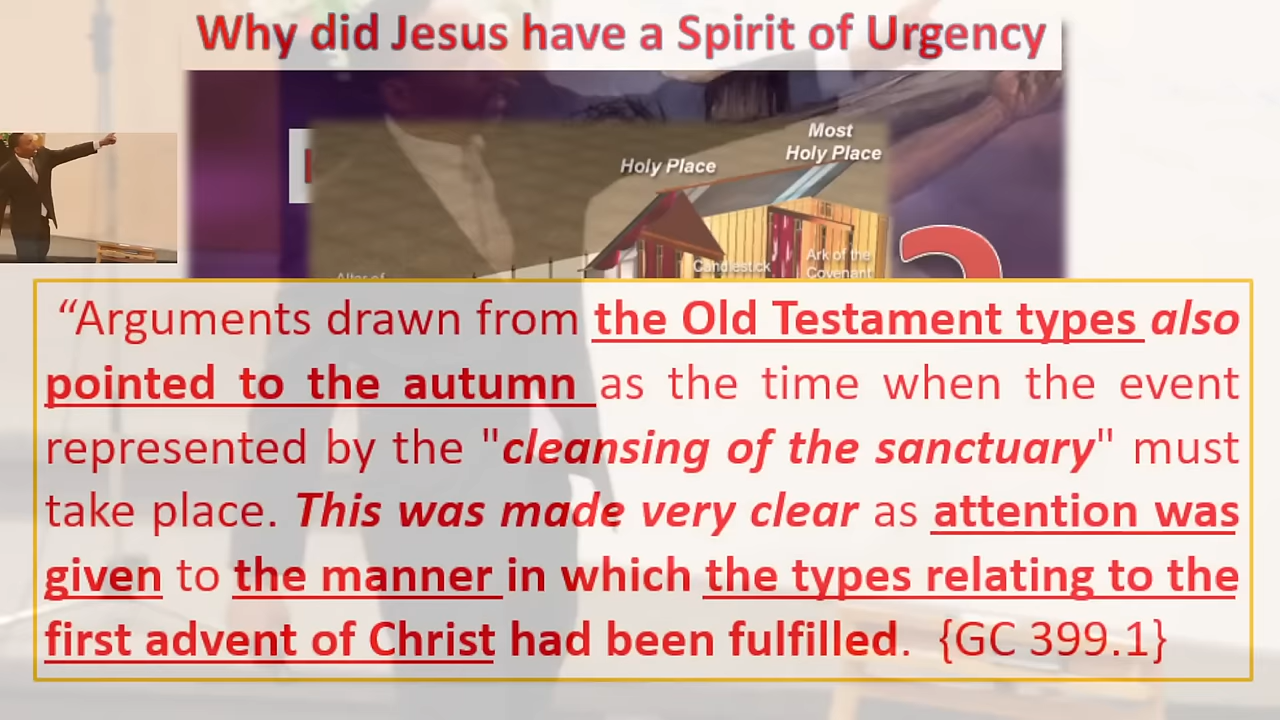 Why did Jesus have a Spirit of Urgency
Most
Holy Place
Holy Place
Candlestick
Ark of the
Covenant
Altar of
“Arguments drawn from the Old Testament types also
pointed to the autumn as the time when the event
represented by the "cleansing of the sanctuary" must
take place. This was made very clear as attention was
given to the manner in which the types relating to the
first advent of Christ had been fulfilled. {GC 399.1}